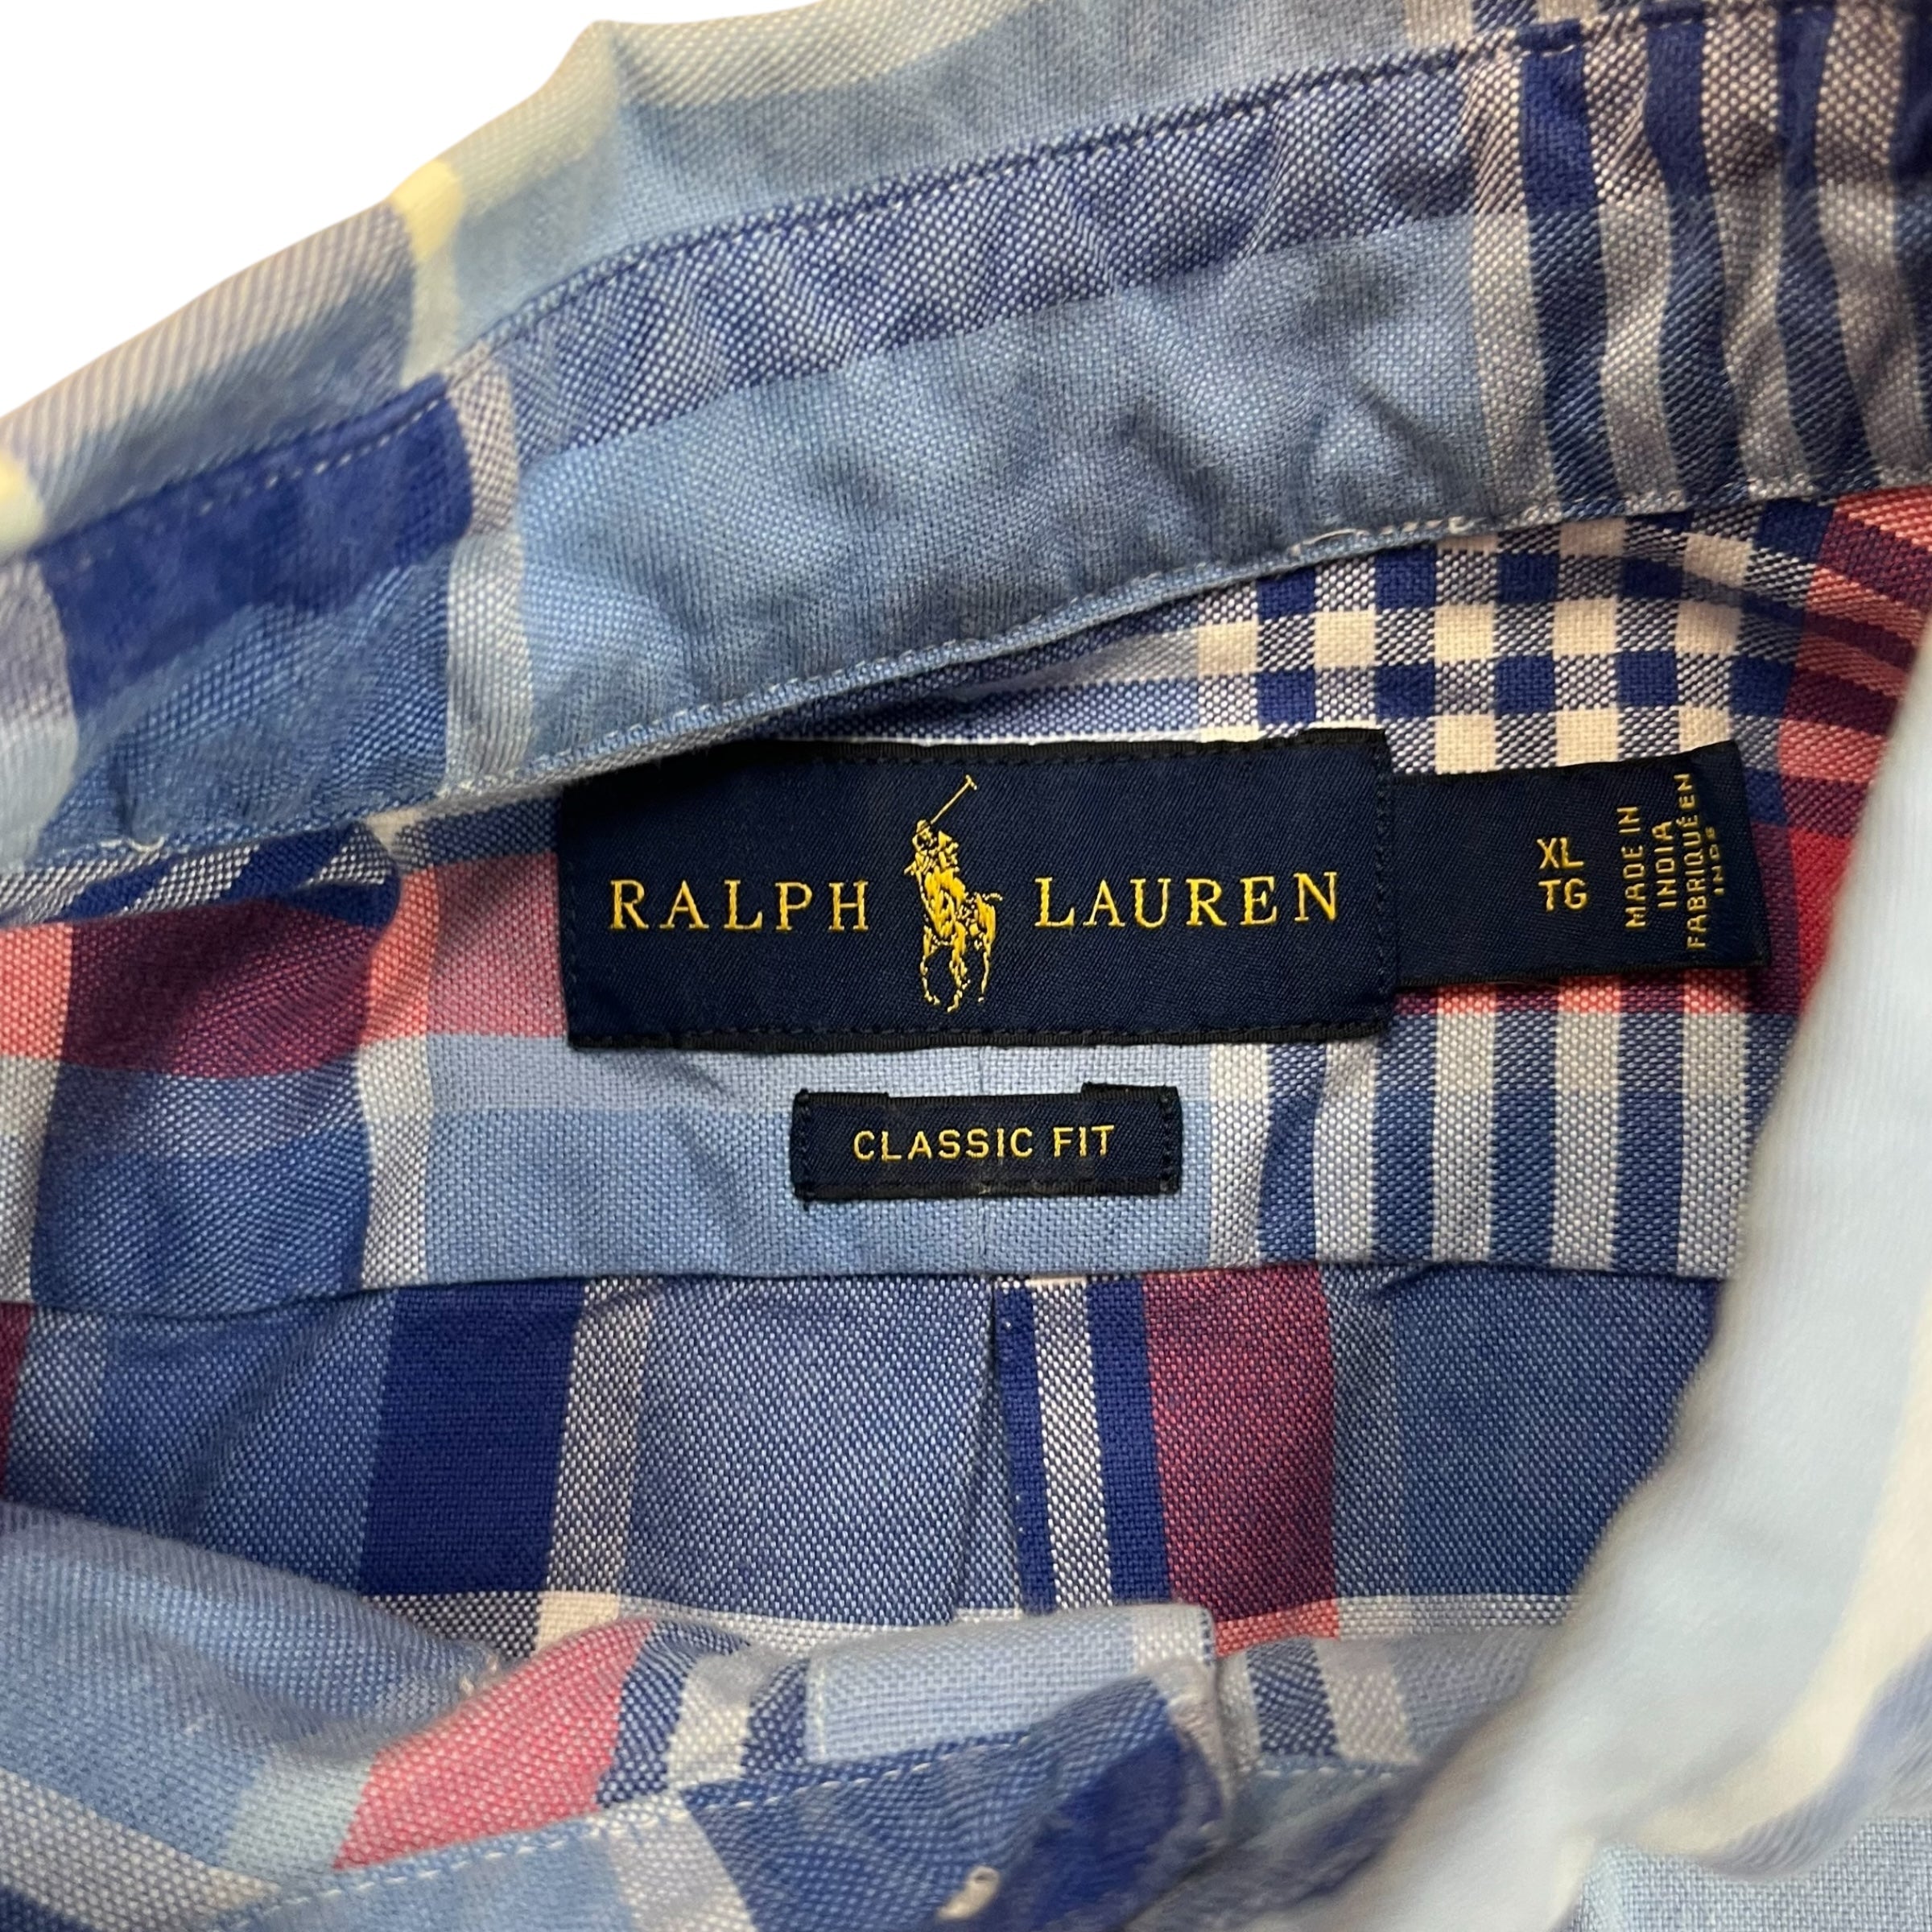 RALPH LAUREN
CLASSIC FIT
XL
TG
MADE IN
INDIA
FABRIQUÉ EN
INDE